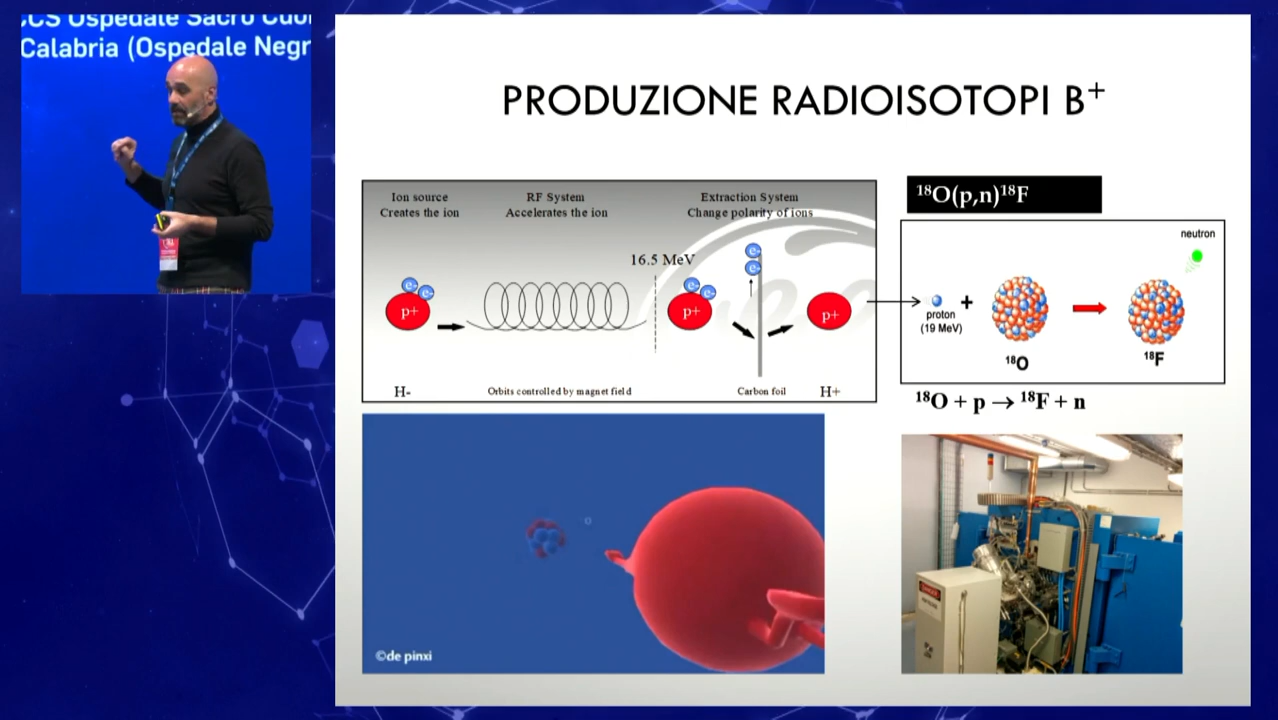 CCS Ospedale Sacro Cuo
Calabria (Ospedale Negr
PRODUZIONE RADIOISOTOPI B⁺
Ion source
Creates the ion
RF System
Accelerates the ion
Extraction System
Change polarity of ions
16.5 MeV
e-
e-
p+
e-
e-
p+
e-
e-
p+
H-
Orbits controlled by magnet field
Carbon foil
H+
¹⁸O(p,n)¹⁸F
neutron
proton
(19 MeV)
+
¹⁸O
¹⁸F
¹⁸O + p → ¹⁸F + n
©de pinxi
DANGER